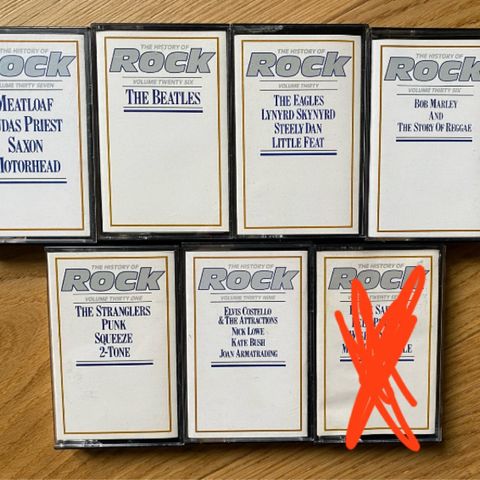 THE HISTORY OF
Rock
VOLUME THIRTY SEVEN
MEATLOAF
PRIEST
SAXON
MOTORHEAD
THE HISTORY OF
Rock
VOLUME TWENTY SIX
THE BEATLES
THE HISTORY OF
Rock
VOLUME THIRTY
THE EAGLES
LYNYRD SKYNYRD
STEELY DAN
LITTLE FEAT
THE HISTORY OF
Rock
VOLUME THIRTY SIX
BOB MARLEY
AND
THE STORY OF REGGAE
THE HISTORY OF
Rock
VOLUME THIRTY ONE
THE STRANGLERS
PUNK
SQUEEZE
2-TONE
THE HISTORY OF
Rock
VOLUME THIRTY NINE
ELVIS COSTELLO
& THE ATTRACTIONS
NICK LOWE
KATE BUSH
JOAN ARMATRADING
THE HISTORY OF
Rock